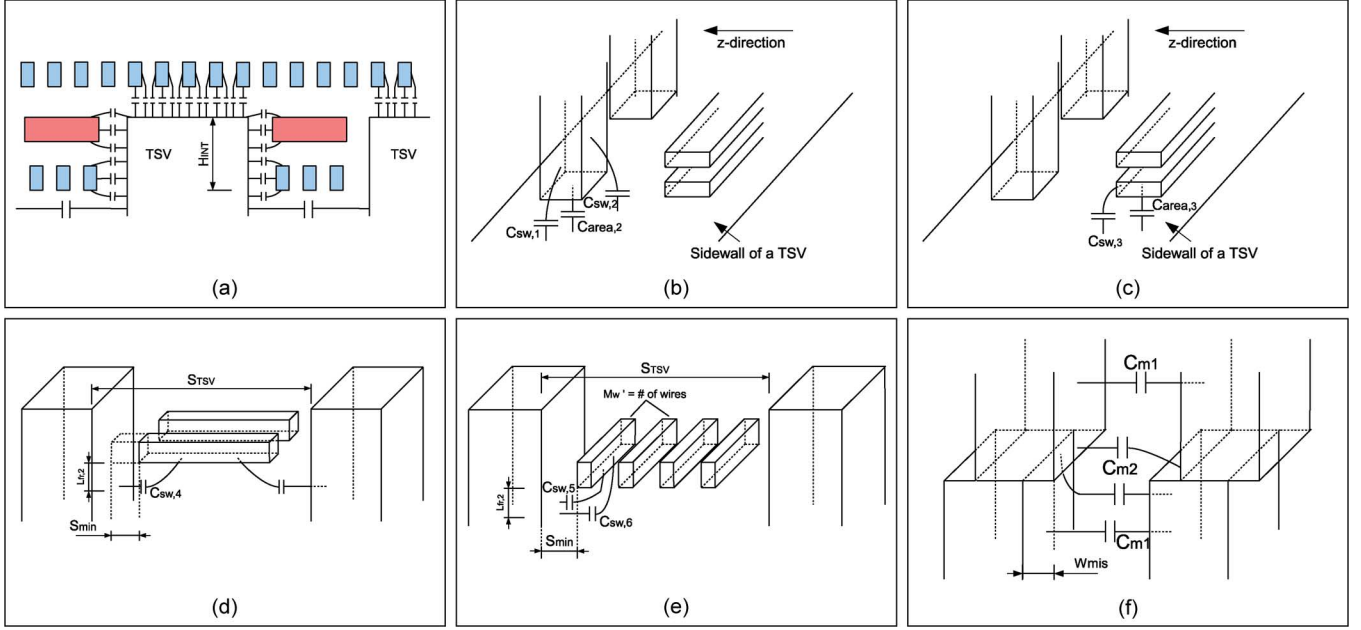 TSV
HINT
TSV
(a)
z-direction
Csw,1
Carea,2
Csw,2
Sidewall of a TSV
(b)
z-direction
Csw,3
Carea,3
Sidewall of a TSV
(c)
STSV
Lfr,2
Csw,4
Smin
(d)
STSV
Mw ' = # of wires
Lfr,2
Csw,5
Csw,6
Smin
(e)
Cm1
Cm2
Cm1
Wmis
(f)